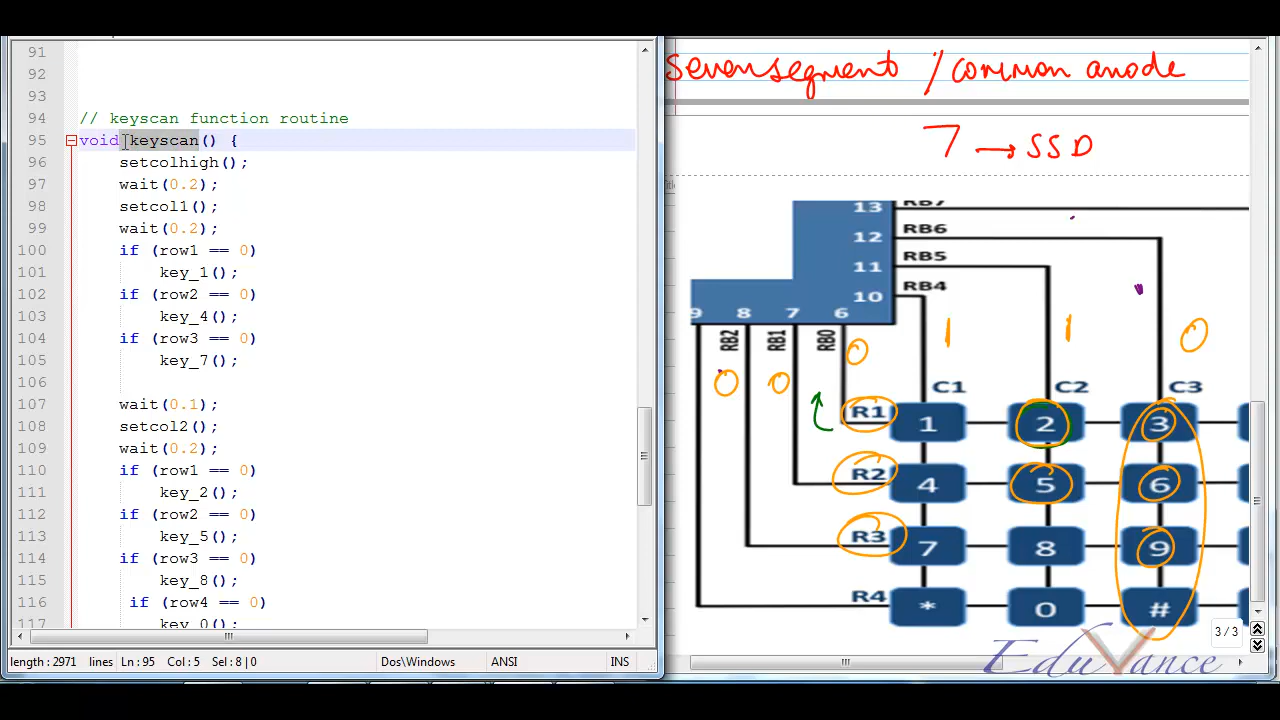 91
92
93
94 // keyscan function routine
95 void keyscan() {
96 setcolhigh();
97 wait(0.2);
98 setcol1();
99 wait(0.2);
100 if (row1 == 0)
101 key_1();
102 if (row2 == 0)
103 key_4();
104 if (row3 == 0)
105 key_7();
106
107 wait(0.1);
108 setcol2();
109 wait(0.2);
110 if (row1 == 0)
111 key_2();
112 if (row2 == 0)
113 key_5();
114 if (row3 == 0)
115 key_8();
116 if (row4 == 0)
117 key_0();
length : 2971 lines Ln : 95 Col : 5 Sel : 8 | 0 Dos\Windows ANSI INS
Seven segment / common anode
7 → SSD
13 RB7
12 RB6
11 RB5
10 RB4
9 8 7 6
RB2 RB1 RB0
0 1 1 0
0 0
C1 C2 C3
R1 1 2 3
R2 4 5 6
R3 7 8 9
R4 * 0 #
3 / 3
EduVance